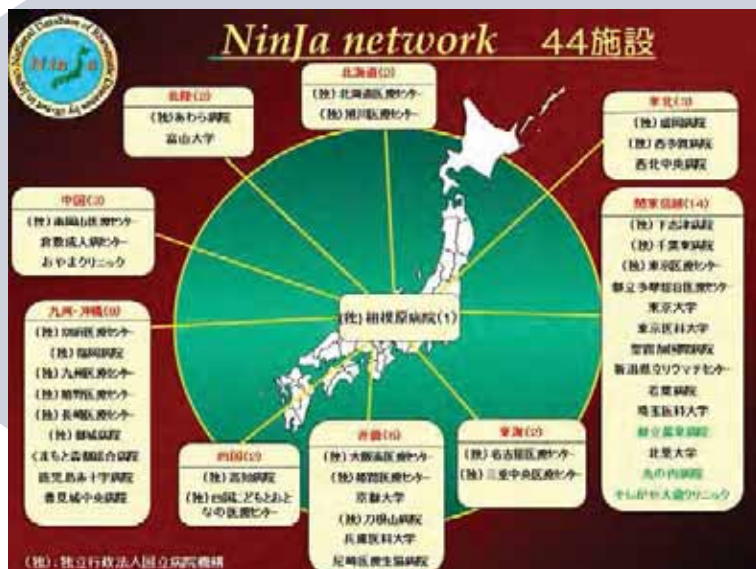 NinJa network 44施設
NinJa
北海道(2)
(独)北海道医療センター
(独)旭川医療センター
北陸(2)
(独)あわら病院
富山大学
東北(3)
(独)盛岡病院
(独)西多賀病院
西北中央病院
中国(3)
(独)南岡山医療センター
倉敷成人病センター
おやまクリニック
関東信越(14)
(独)下志津病院
(独)千葉東病院
(独)東京医療センター
都立多摩総合医療センター
東京大学
東京医科大学
聖路加国際病院
新潟県立リウマチセンター
若葉病院
埼玉医科大学
都立墨東病院
北里大学
丸の内病院
(独)相模原病院(1)
九州・沖縄(9)
(独)別府医療センター
(独)福岡病院
(独)九州医療センター
(独)嬉野医療センター
(独)長崎医療センター
(独)都城病院
くまもと森都総合病院
鹿児島赤十字病院
豊見城中央病院
四国(2)
(独)高知病院
(独)四国こどもとおと
なの医療センター
近畿(6)
(独)大阪南医療センター
(独)姫路医療センター
京都大学
(独)刀根山病院
兵庫医科大学
尼崎医療生協病院
東海(2)
(独)名古屋医療センター
(独)三重中央医療センター
(独):独立行政法人国立病院機構